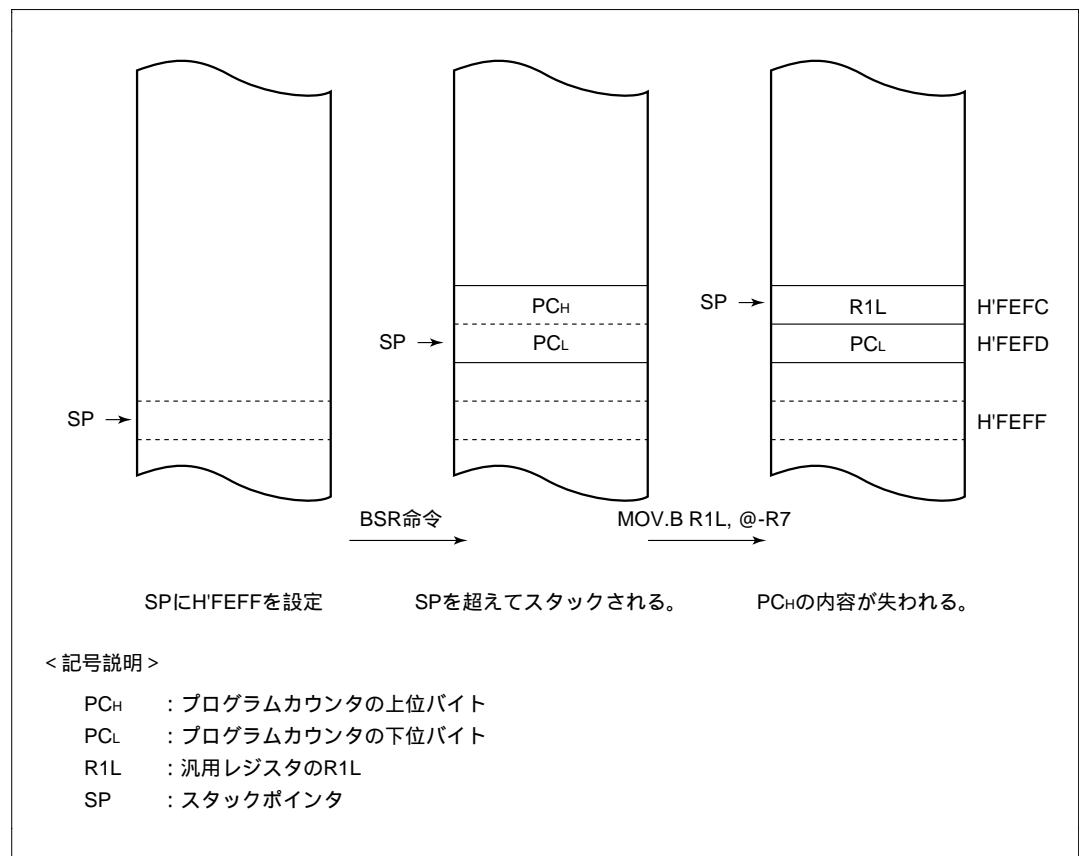 PCH
SP → PCL
SP →
SP → R1L H'FEFC
PCL H'FEFD
H'FEFF
BSR命令
MOV.B R1L, @-R7
SPにH'FEFFを設定
SPを超えてスタックされる。
PCHの内容が失われる。
<記号説明>
PCH :プログラムカウンタの上位バイト
PCL :プログラムカウンタの下位バイト
R1L :汎用レジスタのR1L
SP :スタックポインタ